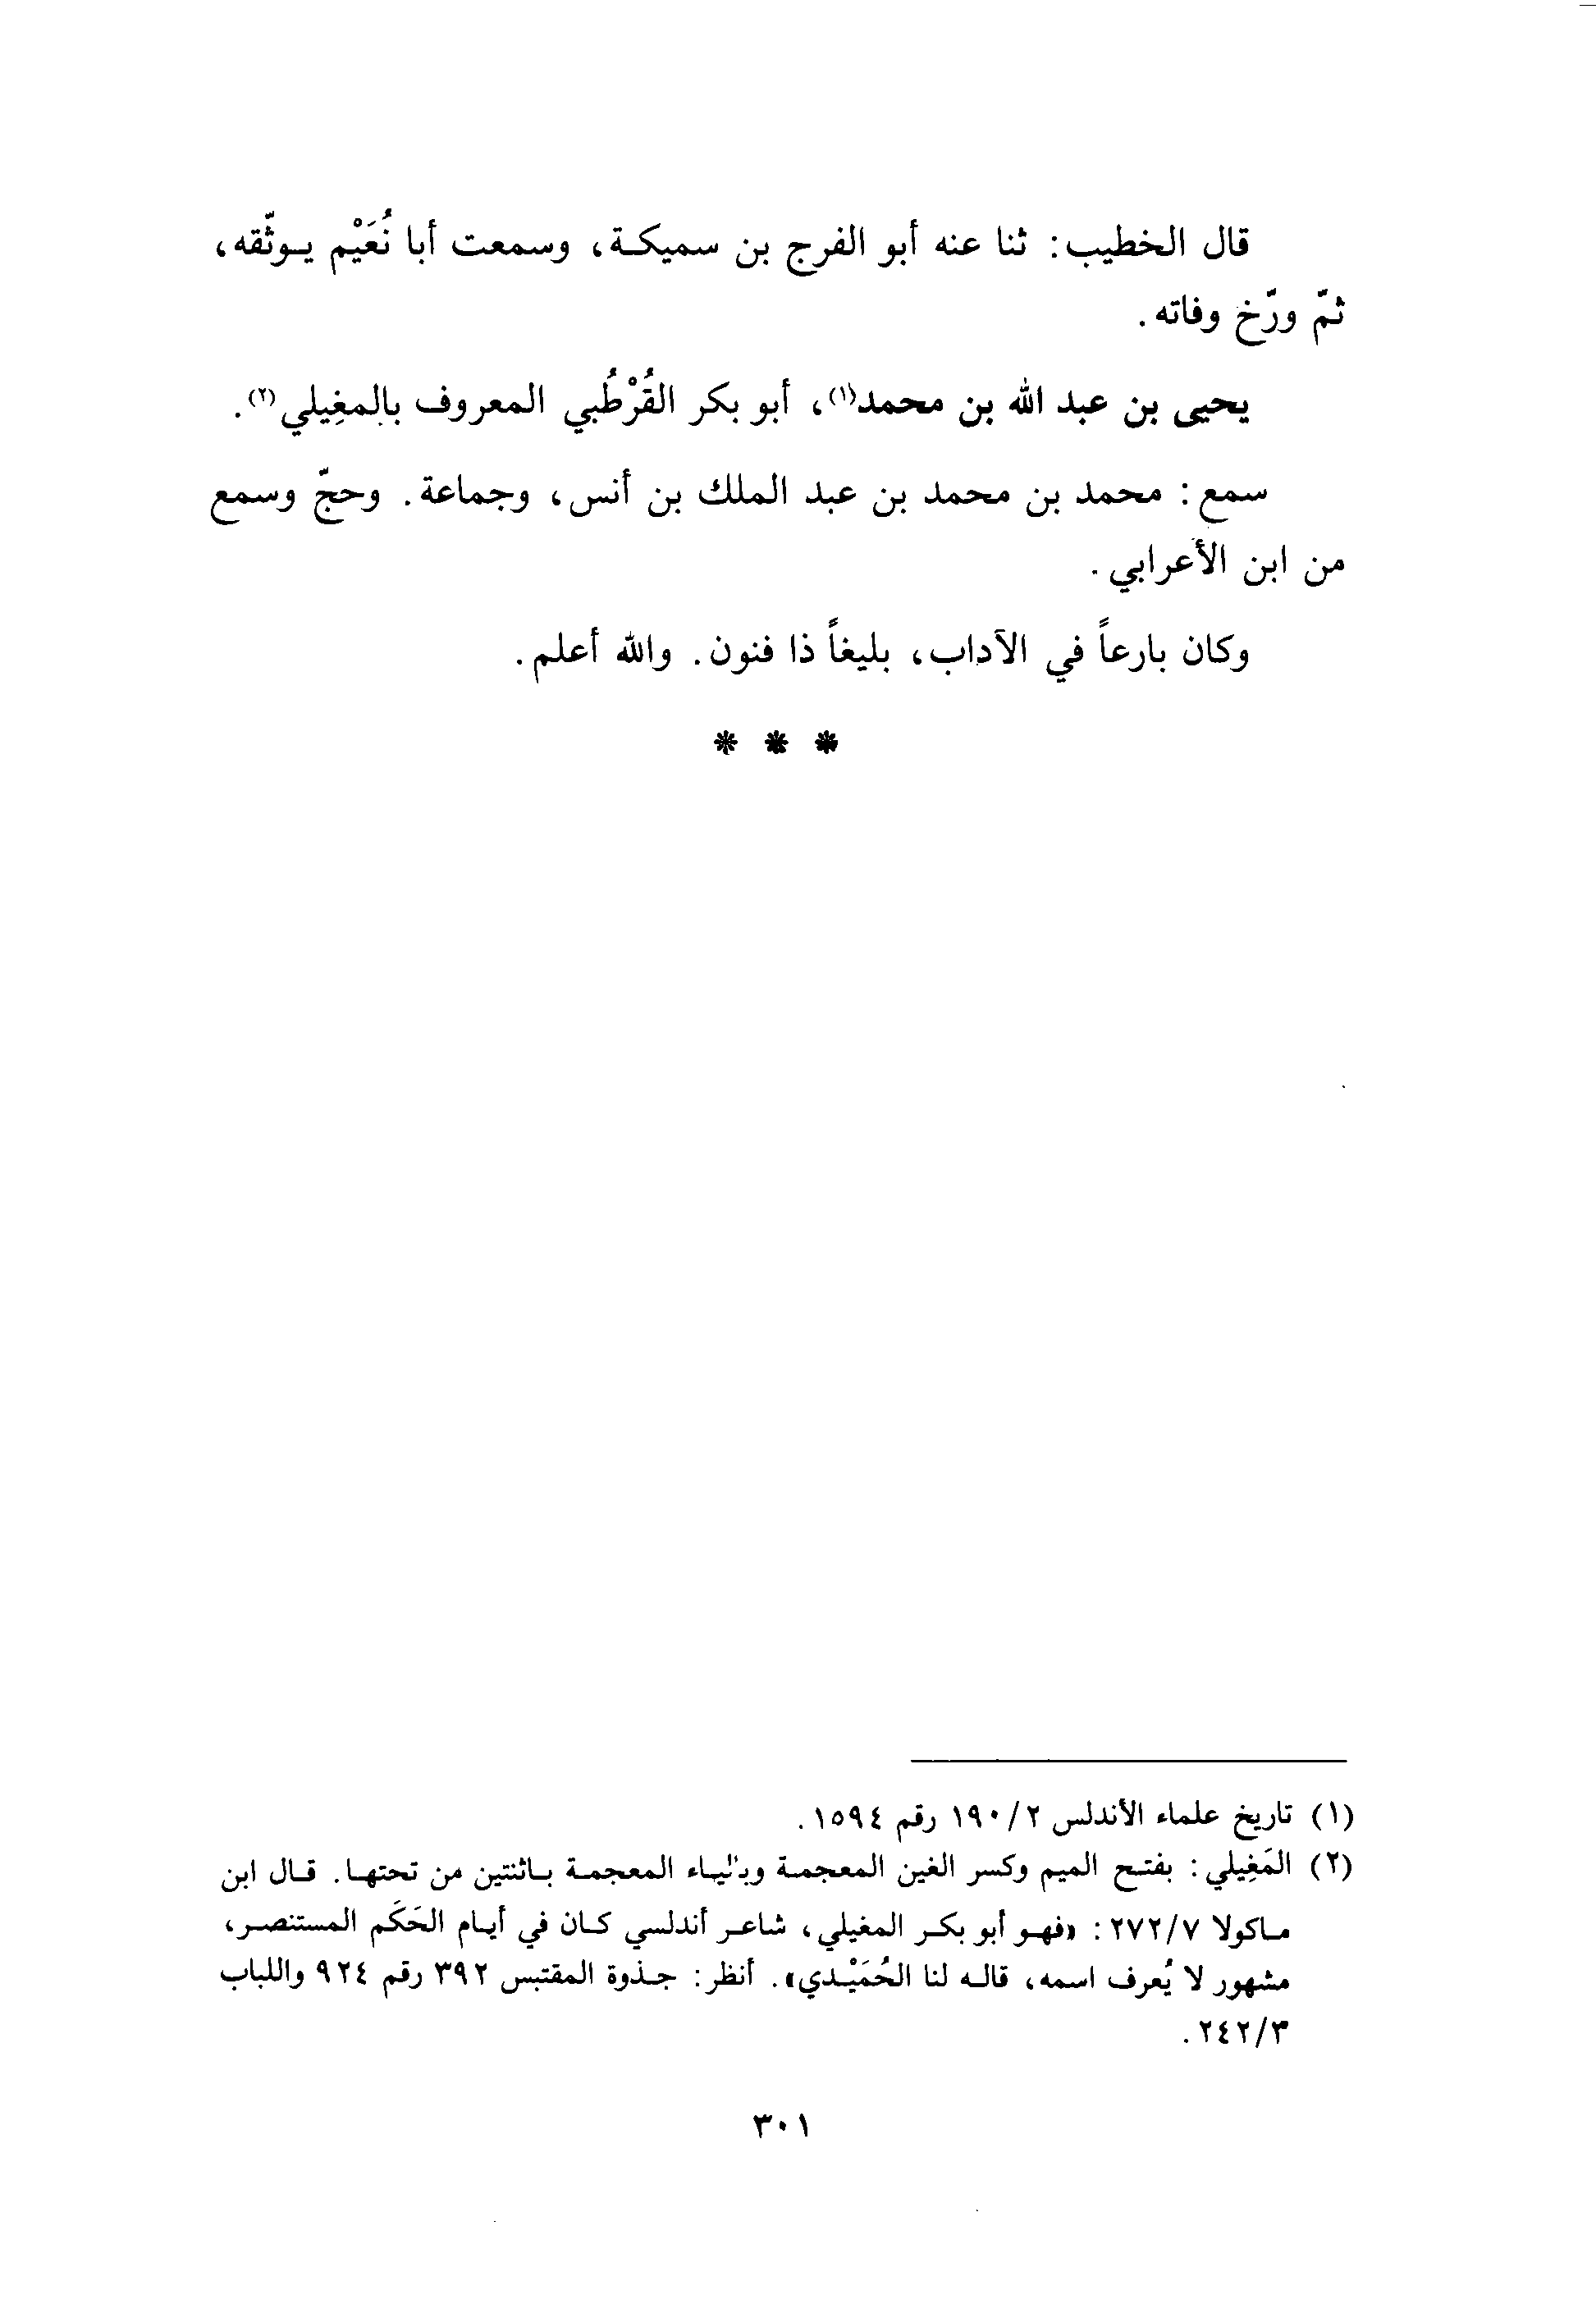 قال الخطيب: ثنا عنه أبو الفرج بن سميكة، وسمعت أبا نُعَيْم يوثّقه،
ثمّ ورّخ وفاته.
يحيى بن عبد الله بن محمد(١)، أبو بكر القُرْطُبي المعروف بالمغِيلي(٢).
سمع: محمد بن محمد بن عبد الملك بن أنس، وجماعة. وحجّ وسمع
من ابن الأعرابي.
وكان بارعاً في الآداب، بليغاً ذا فنون. والله أعلم.
* * *
(١) تاريخ علماء الأندلس ١٩٠/٢ رقم ١٥٩٤.
(٢) المَغِيلي: بفتح الميم وكسر الغين المعجمة وبالياء المعجمة باثنتين من تحتها. قال ابن
ماكولا ٢٧٢/٧: «فهو أبو بكر المغيلي، شاعر أندلسي كان في أيام الحَكَم المستنصر،
مشهور لا يُعرف اسمه، قاله لنا الحُمَيْدي». أنظر: جذوة المقتبس ٣٩٢ رقم ٩٢٤ واللباب
٢٤٢/٣.
٣٠١